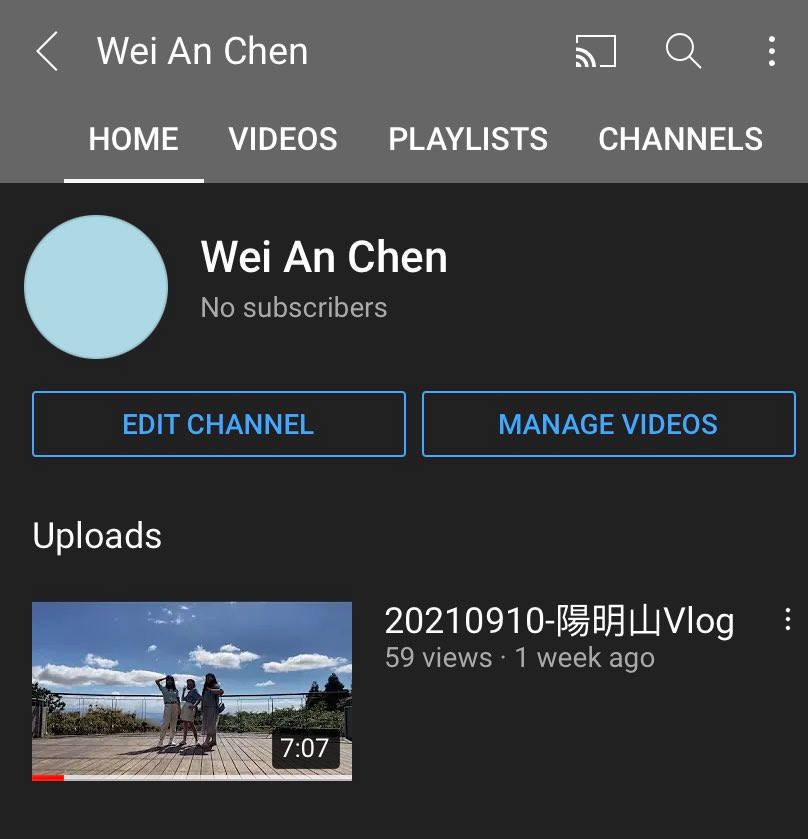 Wei An Chen
HOME VIDEOS PLAYLISTS CHANNELS
Wei An Chen
No subscribers
EDIT CHANNEL MANAGE VIDEOS
Uploads
20210910-陽明山Vlog
59 views · 1 week ago
7:07